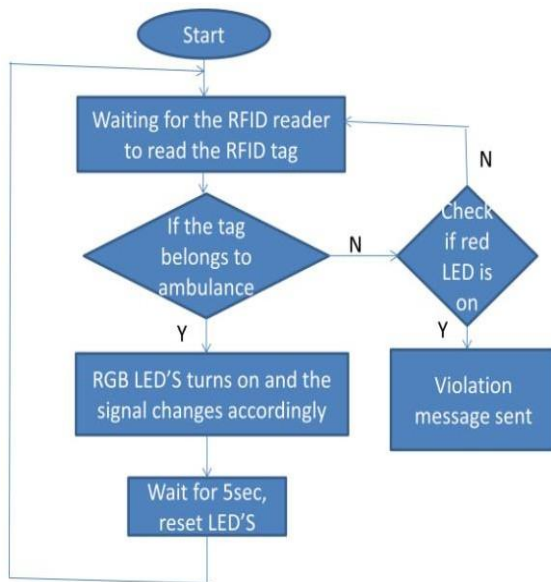 Start
Waiting for the RFID reader
to read the RFID tag
N
If the tag
belongs to
ambulance
N
Check
if red
LED is
on
Y
Y
RGB LED'S turns on and the
signal changes accordingly
Violation
message sent
Wait for 5sec,
reset LED'S